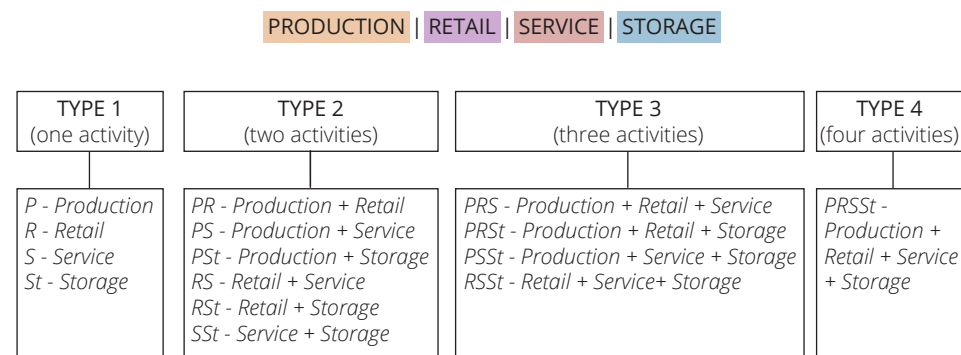 PRODUCTION | RETAIL | SERVICE | STORAGE
TYPE 1
(one activity)
P - Production
R - Retail
S - Service
St - Storage
TYPE 2
(two activities)
PR - Production + Retail
PS - Production + Service
PSt - Production + Storage
RS - Retail + Service
RSt - Retail + Storage
SSt - Service + Storage
TYPE 3
(three activities)
PRS - Production + Retail + Service
PRSt - Production + Retail + Storage
PSSt - Production + Service + Storage
RSSt - Retail + Service+ Storage
TYPE 4
(four activities)
PRSSt -
Production +
Retail + Service
+ Storage